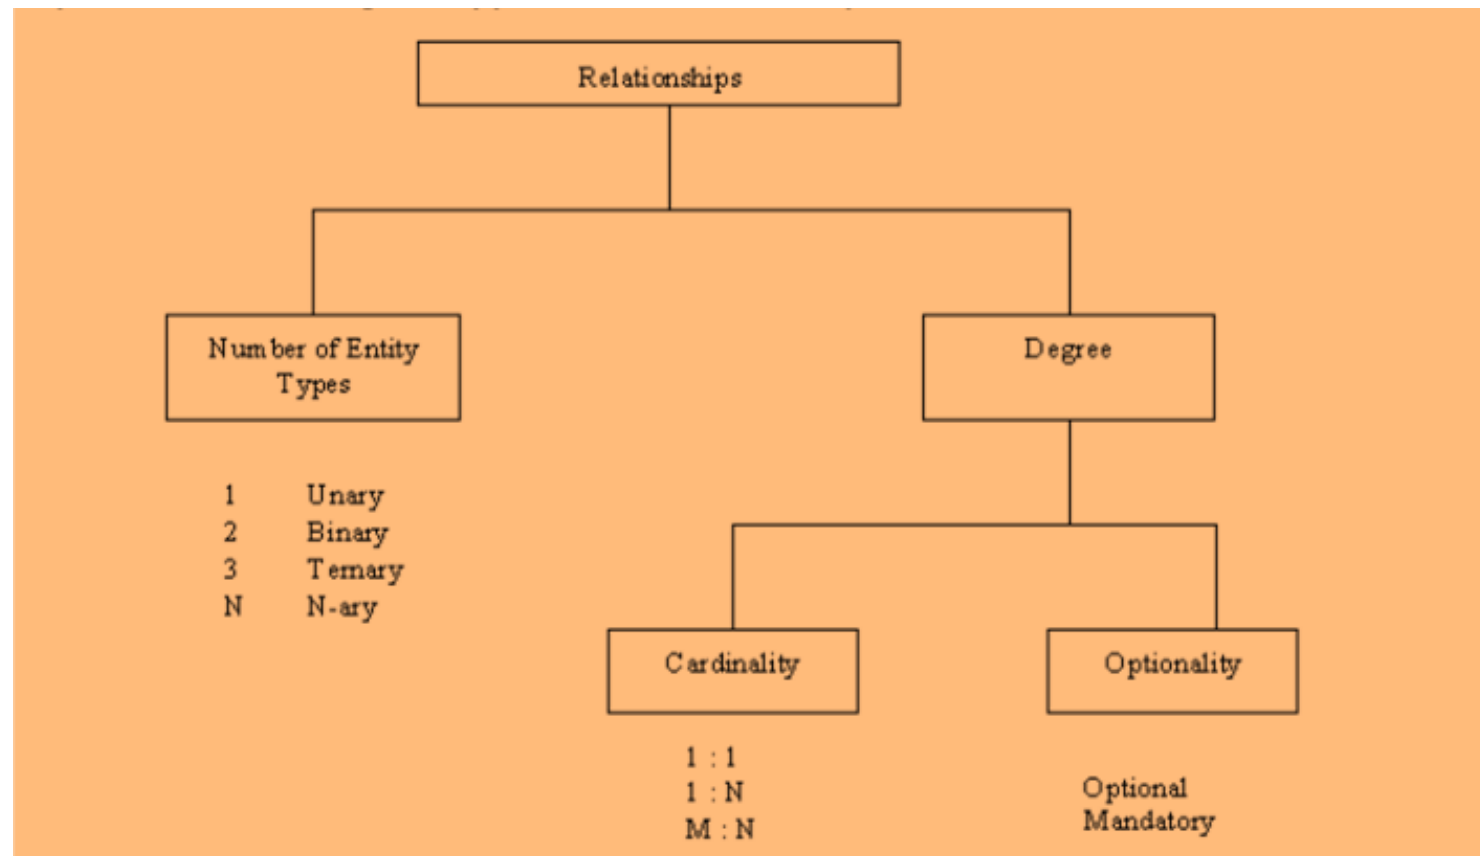 Relationships
Number of Entity
Types
Degree
1 Unary
2 Binary
3 Ternary
N N-ary
Cardinality
Optionality
1 : 1
1 : N
M : N
Optional
Mandatory